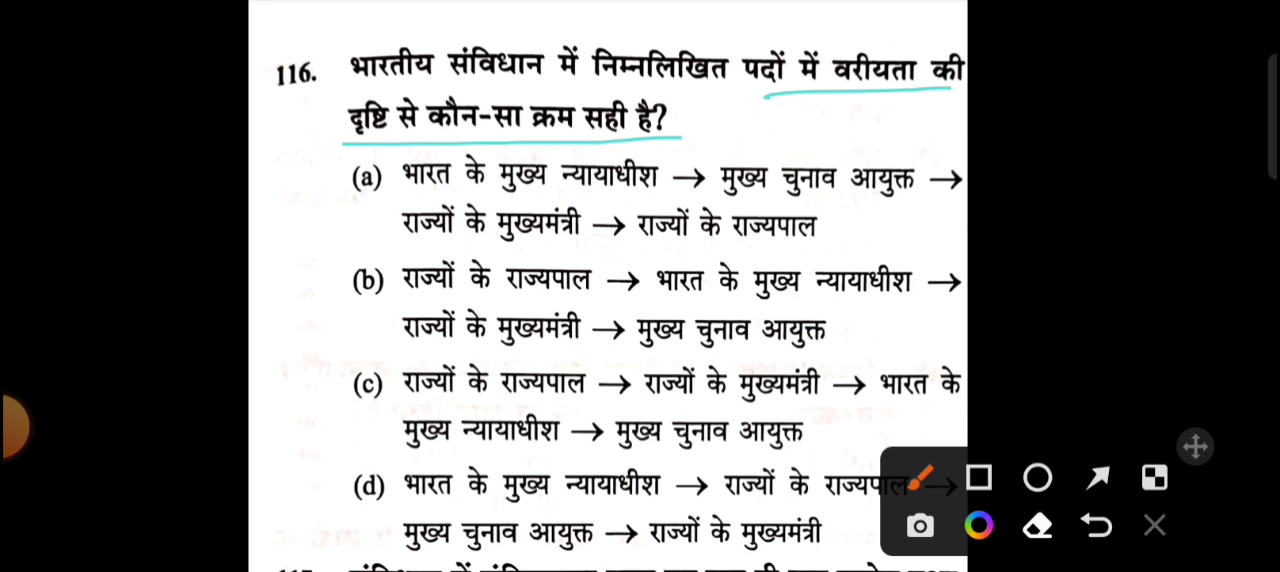 116. भारतीय संविधान में निम्नलिखित पदों में वरीयता की
दृष्टि से कौन-सा क्रम सही है?
(a) भारत के मुख्य न्यायाधीश → मुख्य चुनाव आयुक्त →
राज्यों के मुख्यमंत्री → राज्यों के राज्यपाल
(b) राज्यों के राज्यपाल → भारत के मुख्य न्यायाधीश →
राज्यों के मुख्यमंत्री → मुख्य चुनाव आयुक्त
(c) राज्यों के राज्यपाल → राज्यों के मुख्यमंत्री → भारत के
मुख्य न्यायाधीश → मुख्य चुनाव आयुक्त
(d) भारत के मुख्य न्यायाधीश → राज्यों के राज्यपाल →
मुख्य चुनाव आयुक्त → राज्यों के मुख्यमंत्री